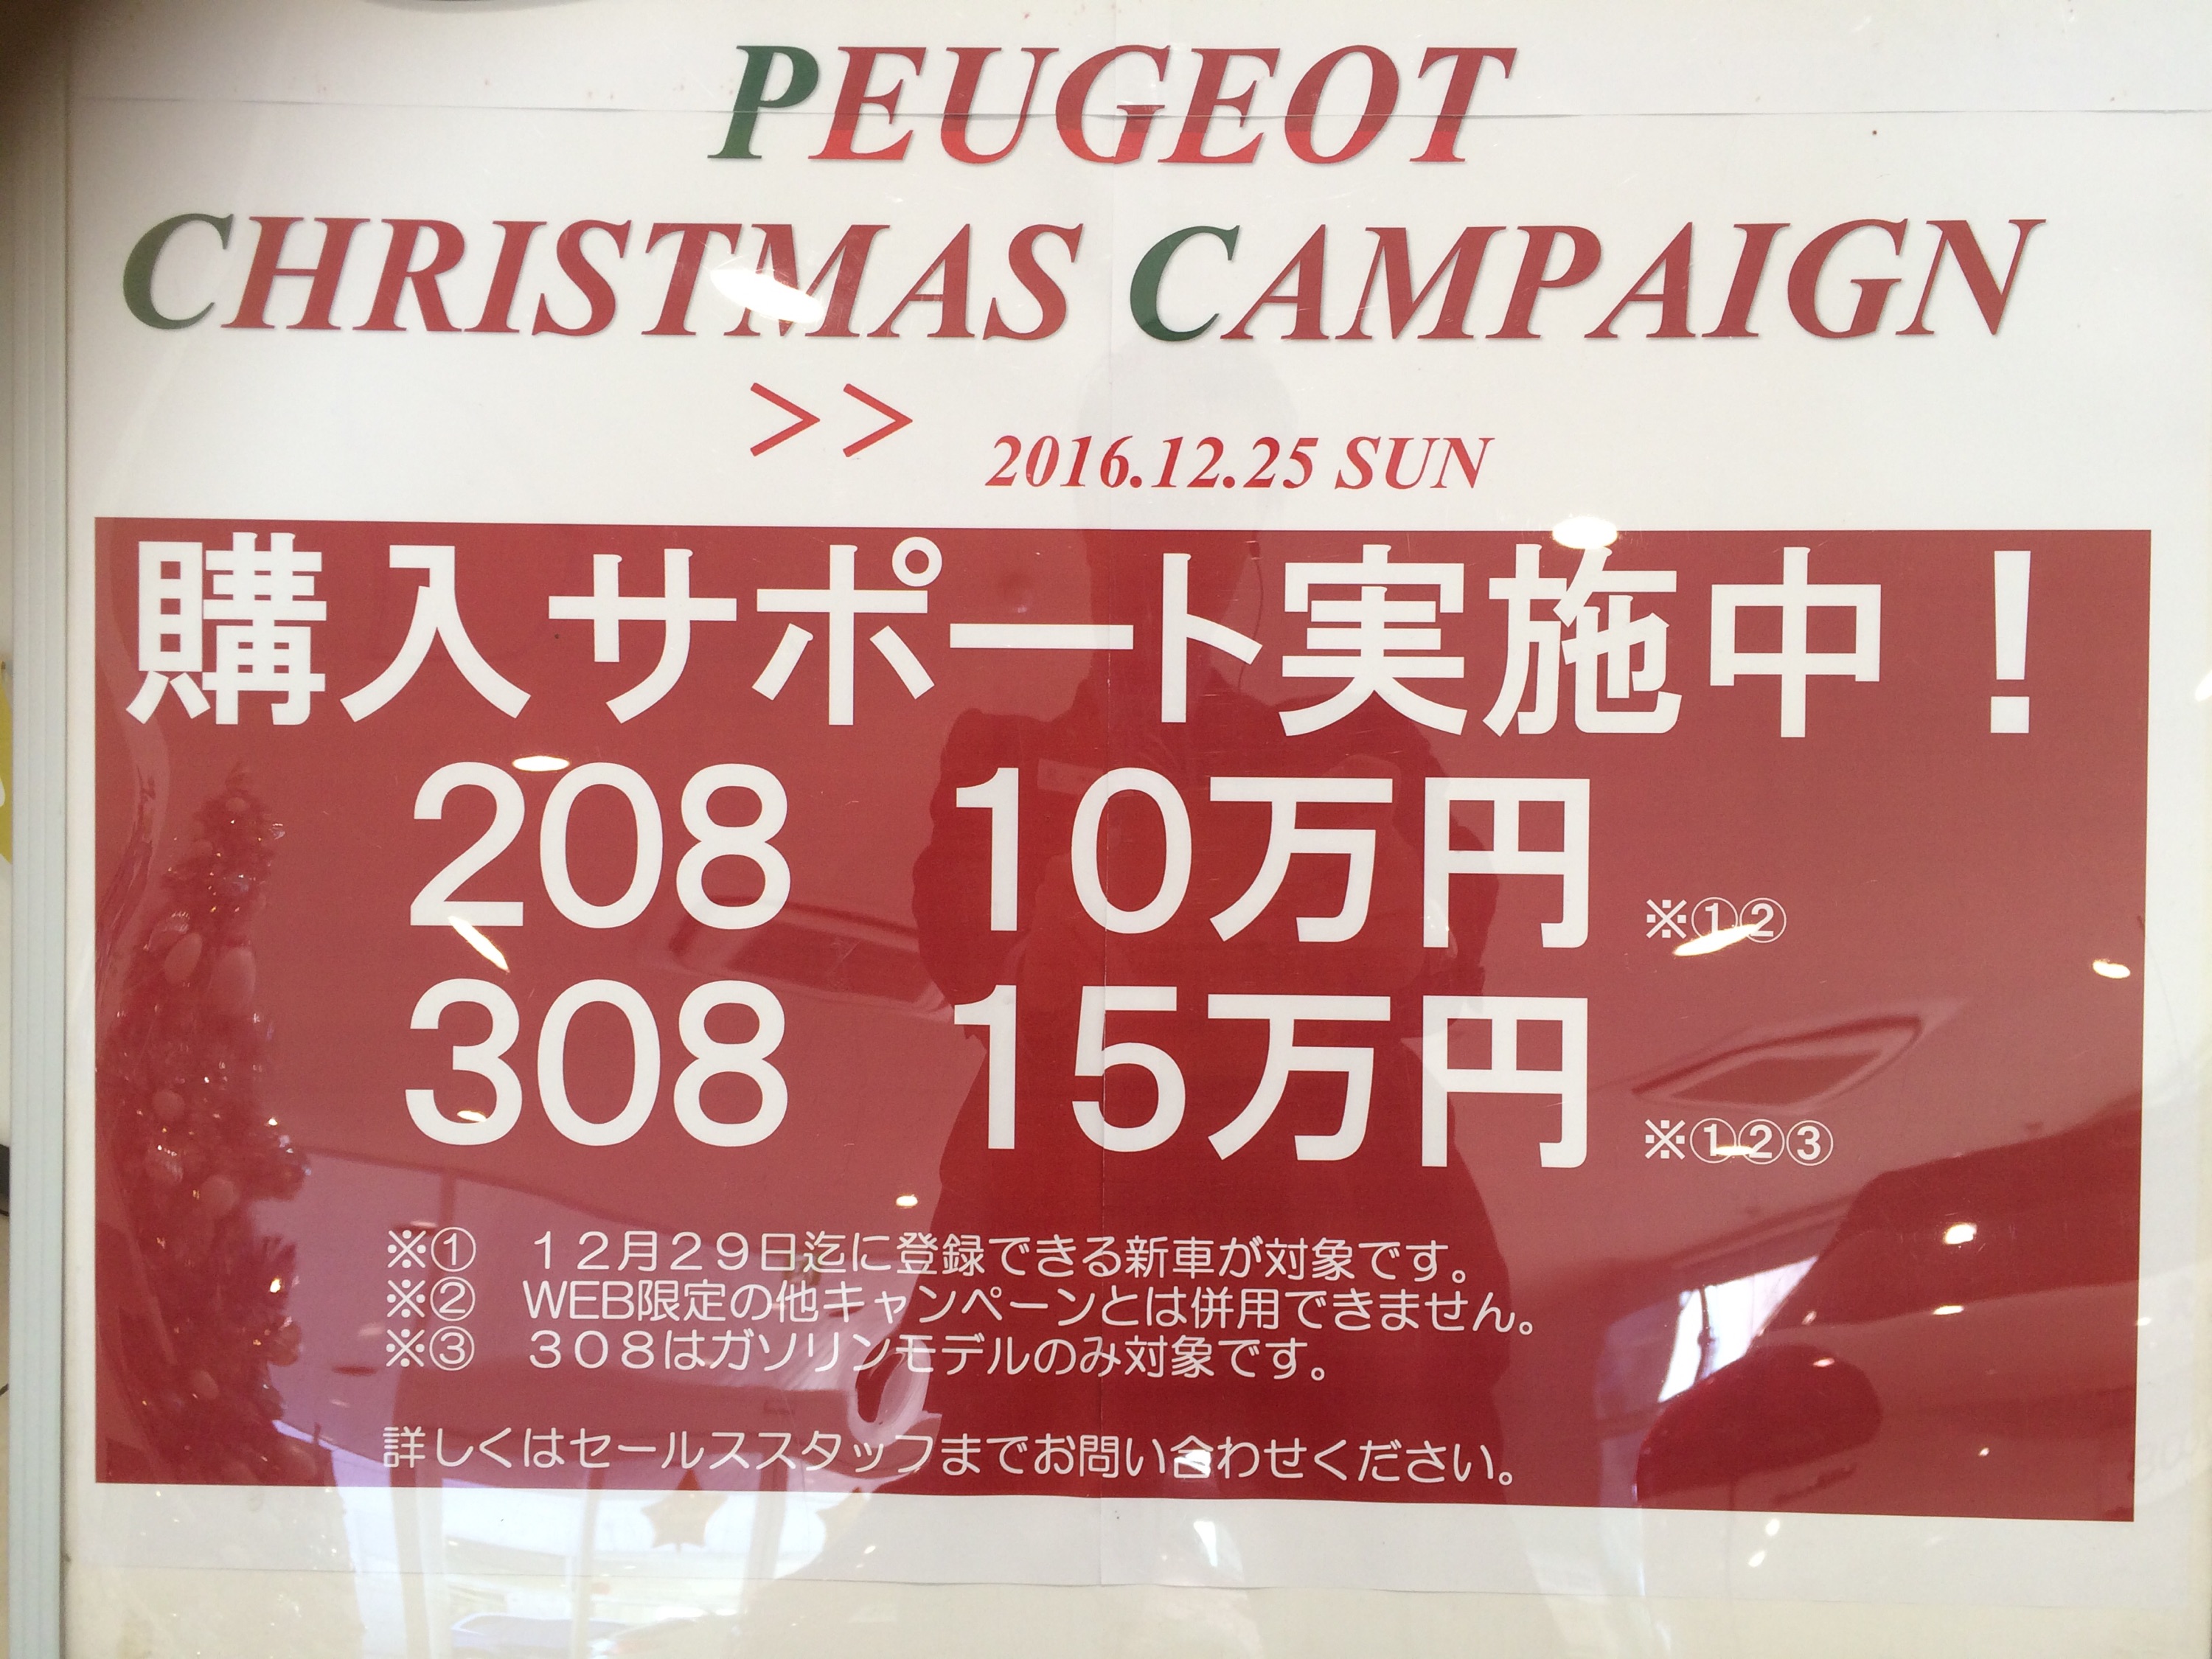 PEUGEOT
CHRISTMAS CAMPAIGN
>> 2016.12.25 SUN
購入サポート実施中！
208 10万円 ※①②
308 15万円 ※①②③
※① １２月２９日迄に登録できる新車が対象です。
※② WEB限定の他キャンペーンとは併用できません。
※③ ３０８はガソリンモデルのみ対象です。
詳しくはセールススタッフまでお問い合わせください。